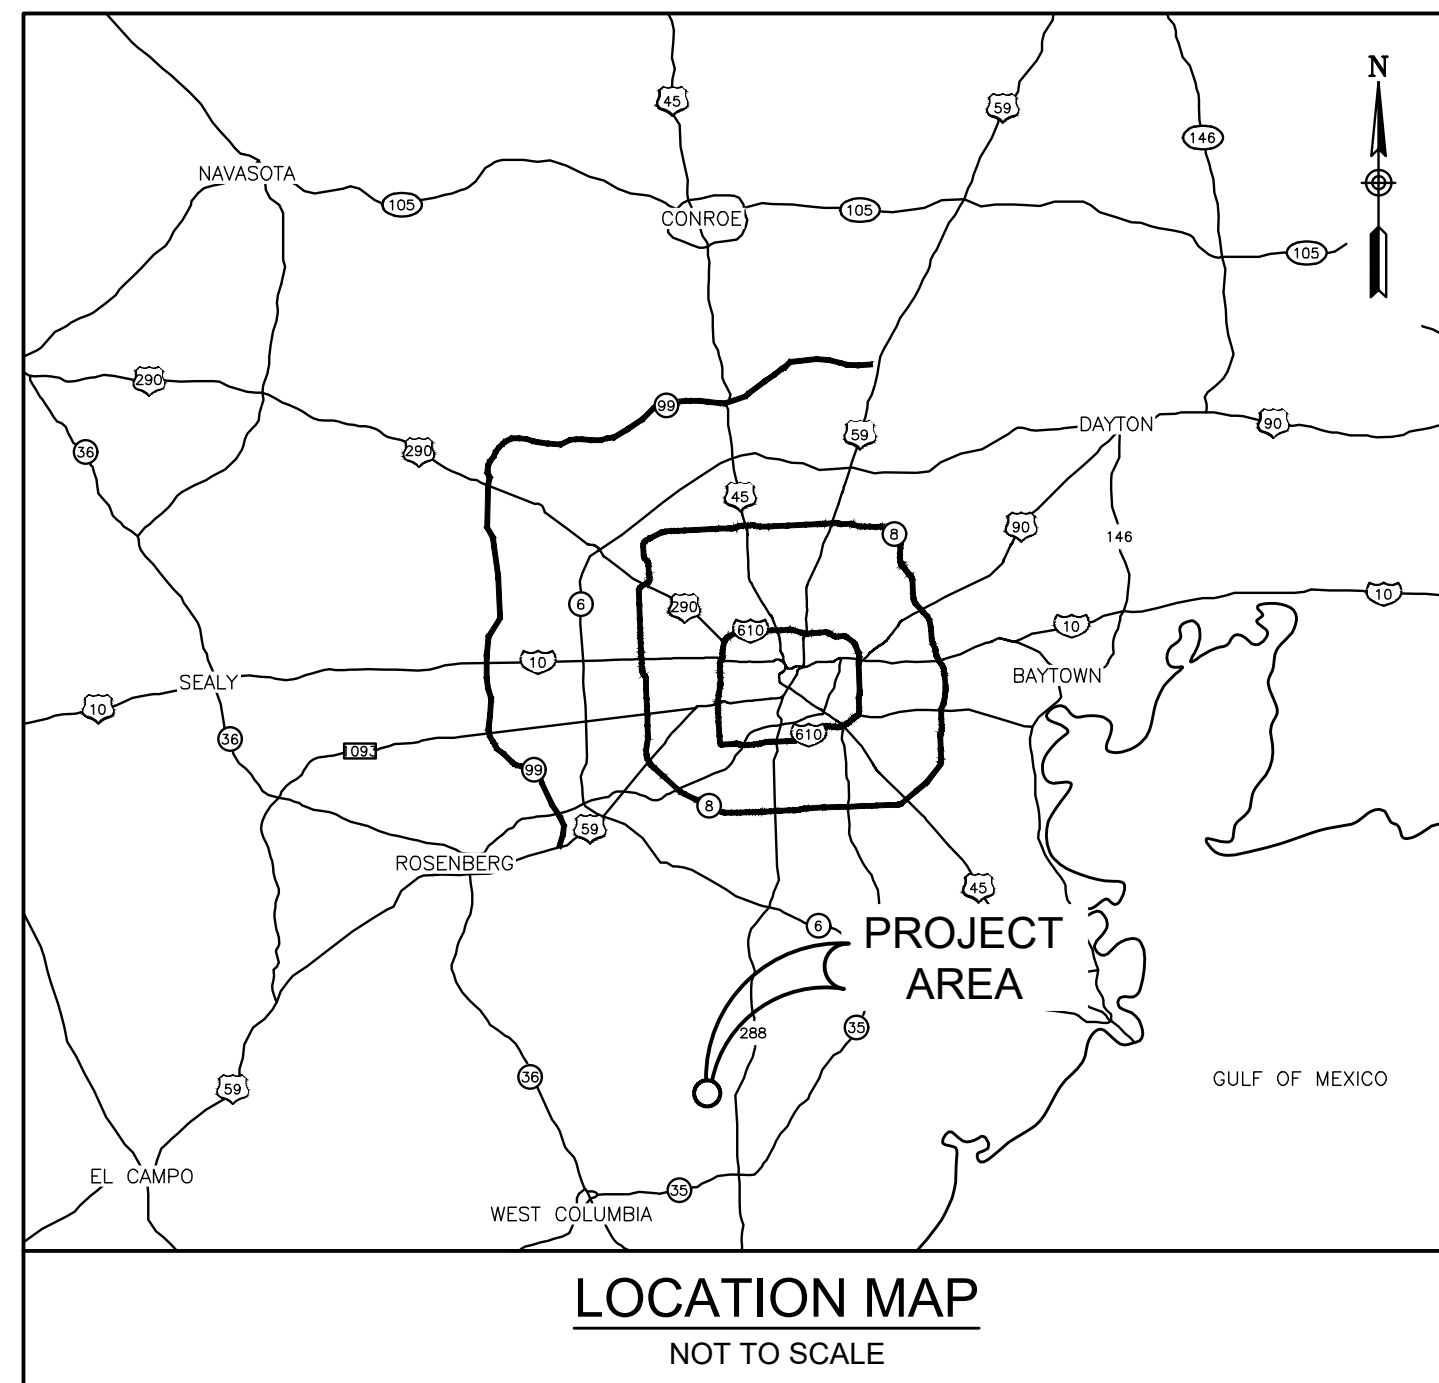 N
45
59
146
NAVASOTA
105
CONROE
105
105
290
99
DAYTON
90
59
36
290
45
90
8
146
10
6
290
610
10
10
BAYTOWN
SEALY
10
36
1093
610
99
8
59
ROSENBERG
45
6
PROJECT
AREA
288
35
36
GULF OF MEXICO
59
EL CAMPO
35
WEST COLUMBIA
LOCATION MAP
NOT TO SCALE